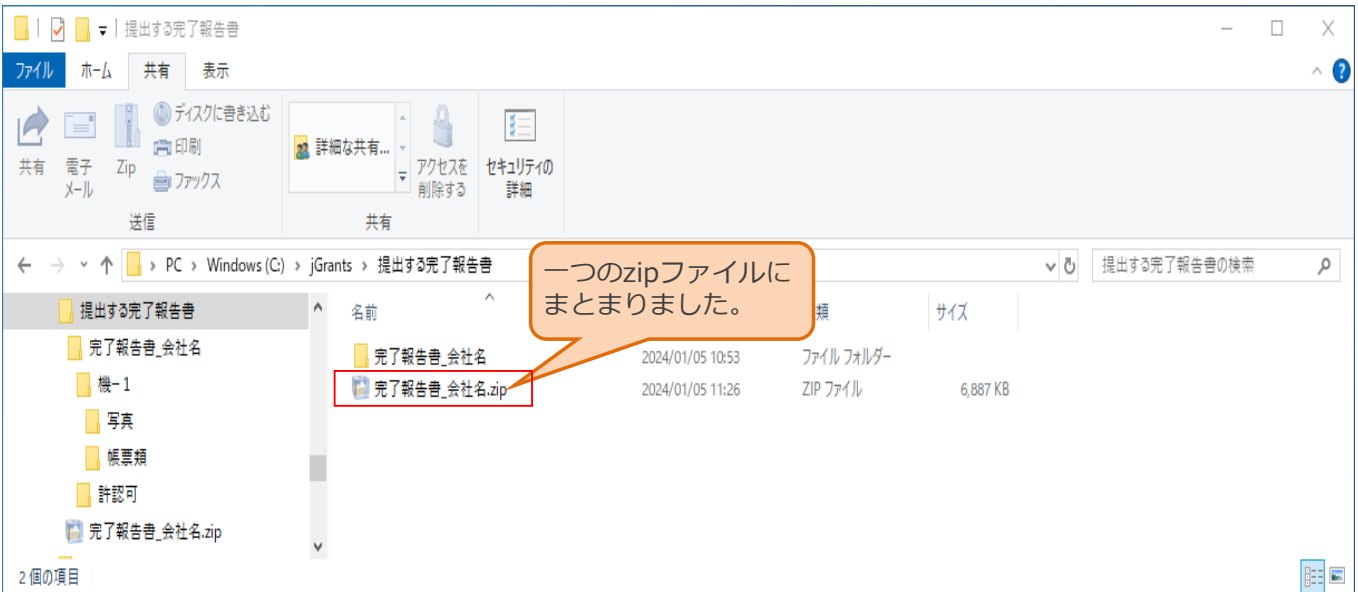 提出する完了報告書
ファイル ホーム 共有 表示
共有
電子
メール
Zip
ディスクに書き込む
印刷
ファックス
送信
詳細な共有...
アクセスを
削除する
共有
セキュリティの
詳細
PC › Windows (C:) › jGrants › 提出する完了報告書
提出する完了報告書の検索
一つのzipファイルに
まとまりました。
提出する完了報告書
完了報告書_会社名
機-1
写真
帳票類
許認可
完了報告書_会社名.zip
名前 類 サイズ
完了報告書_会社名 2024/01/05 10:53 ファイル フォルダー
完了報告書_会社名.zip 2024/01/05 11:26 ZIP ファイル 6,887 KB
2 個の項目